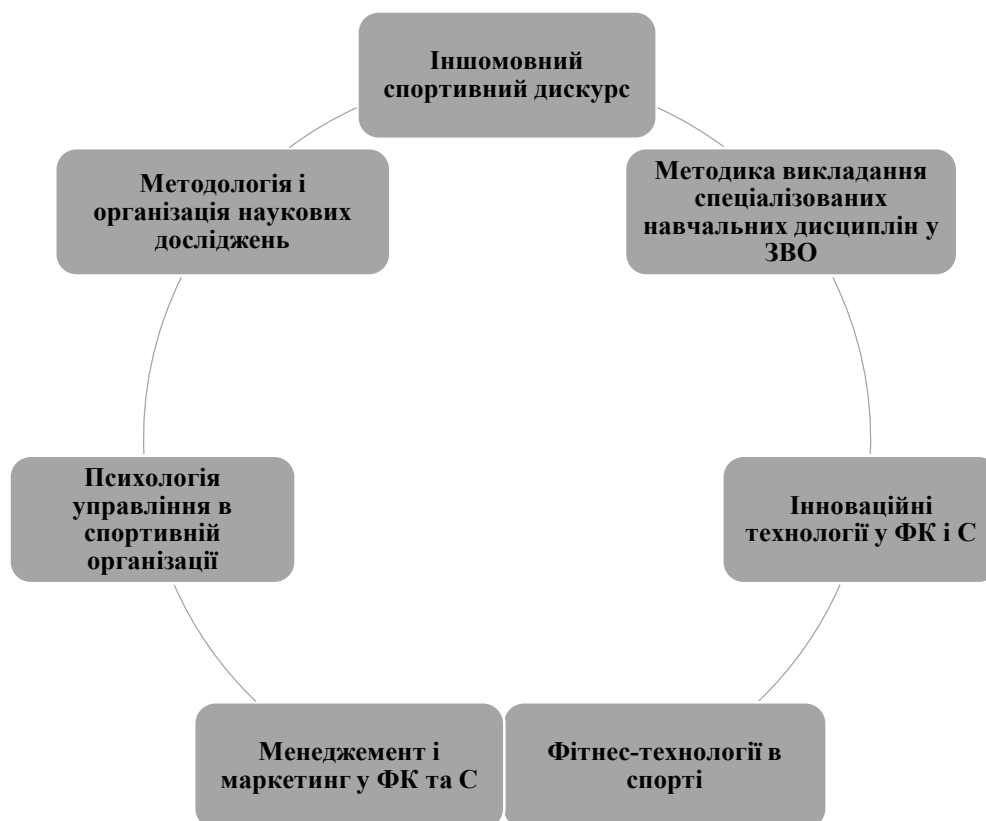 Іншомовний
спортивний дискурс
Методика викладання
спеціалізованих
навчальних дисциплін у
ЗВО
Інноваційні
технології у ФК і С
Фітнес-технології в
спорті
Менеджмент і
маркетинг у ФК та С
Психологія
управління в
спортивній
організації
Методологія і
організація наукових
досліджень